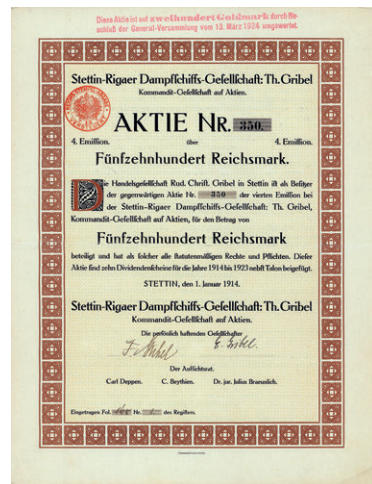 Diese Aktie ist auf zweihundert Goldmark durch Be-
schluß der General-Versammlung vom 13. März 1924 umgewertet.
Stettin-Rigaer Dampfschiffs-Gesellschaft: Th. Gribel
Kommandit-Gesellschaft auf Aktien.
AKTIE NR. 350.
4. Emission. über 4. Emission.
Fünfzehnhundert Reichsmark.
Die Handelsgesellschaft Rud. Christ. Gribel in Stettin ist als Besitzer
der gegenwärtigen Aktie Nr. 350 der vierten Emission bei
der Stettin-Rigaer Dampfschiffs-Gesellschaft: Th. Gribel,
Kommandit-Gesellschaft auf Aktien, für den Betrag von
Fünfzehnhundert Reichsmark
beteiligt und hat als solcher alle statutenmäßigen Rechte und Pflichten. Dieser
Aktie sind zehn Dividendenscheine für die Jahre 1914 bis 1923 nebst Talon beigefügt.
STETTIN, den 1. Januar 1914.
Stettin-Rigaer Dampfschiffs-Gesellschaft: Th. Gribel
Kommandit-Gesellschaft auf Aktien.
Die persönlich haftenden Gesellschafter
Gribel
E. Gribel.
Der Aufsichtsrat.
Carl Deppen. C. Beythien. Dr. jur. Julius Braeunlich.
Eingetragen Fol. Nr. des Registers.